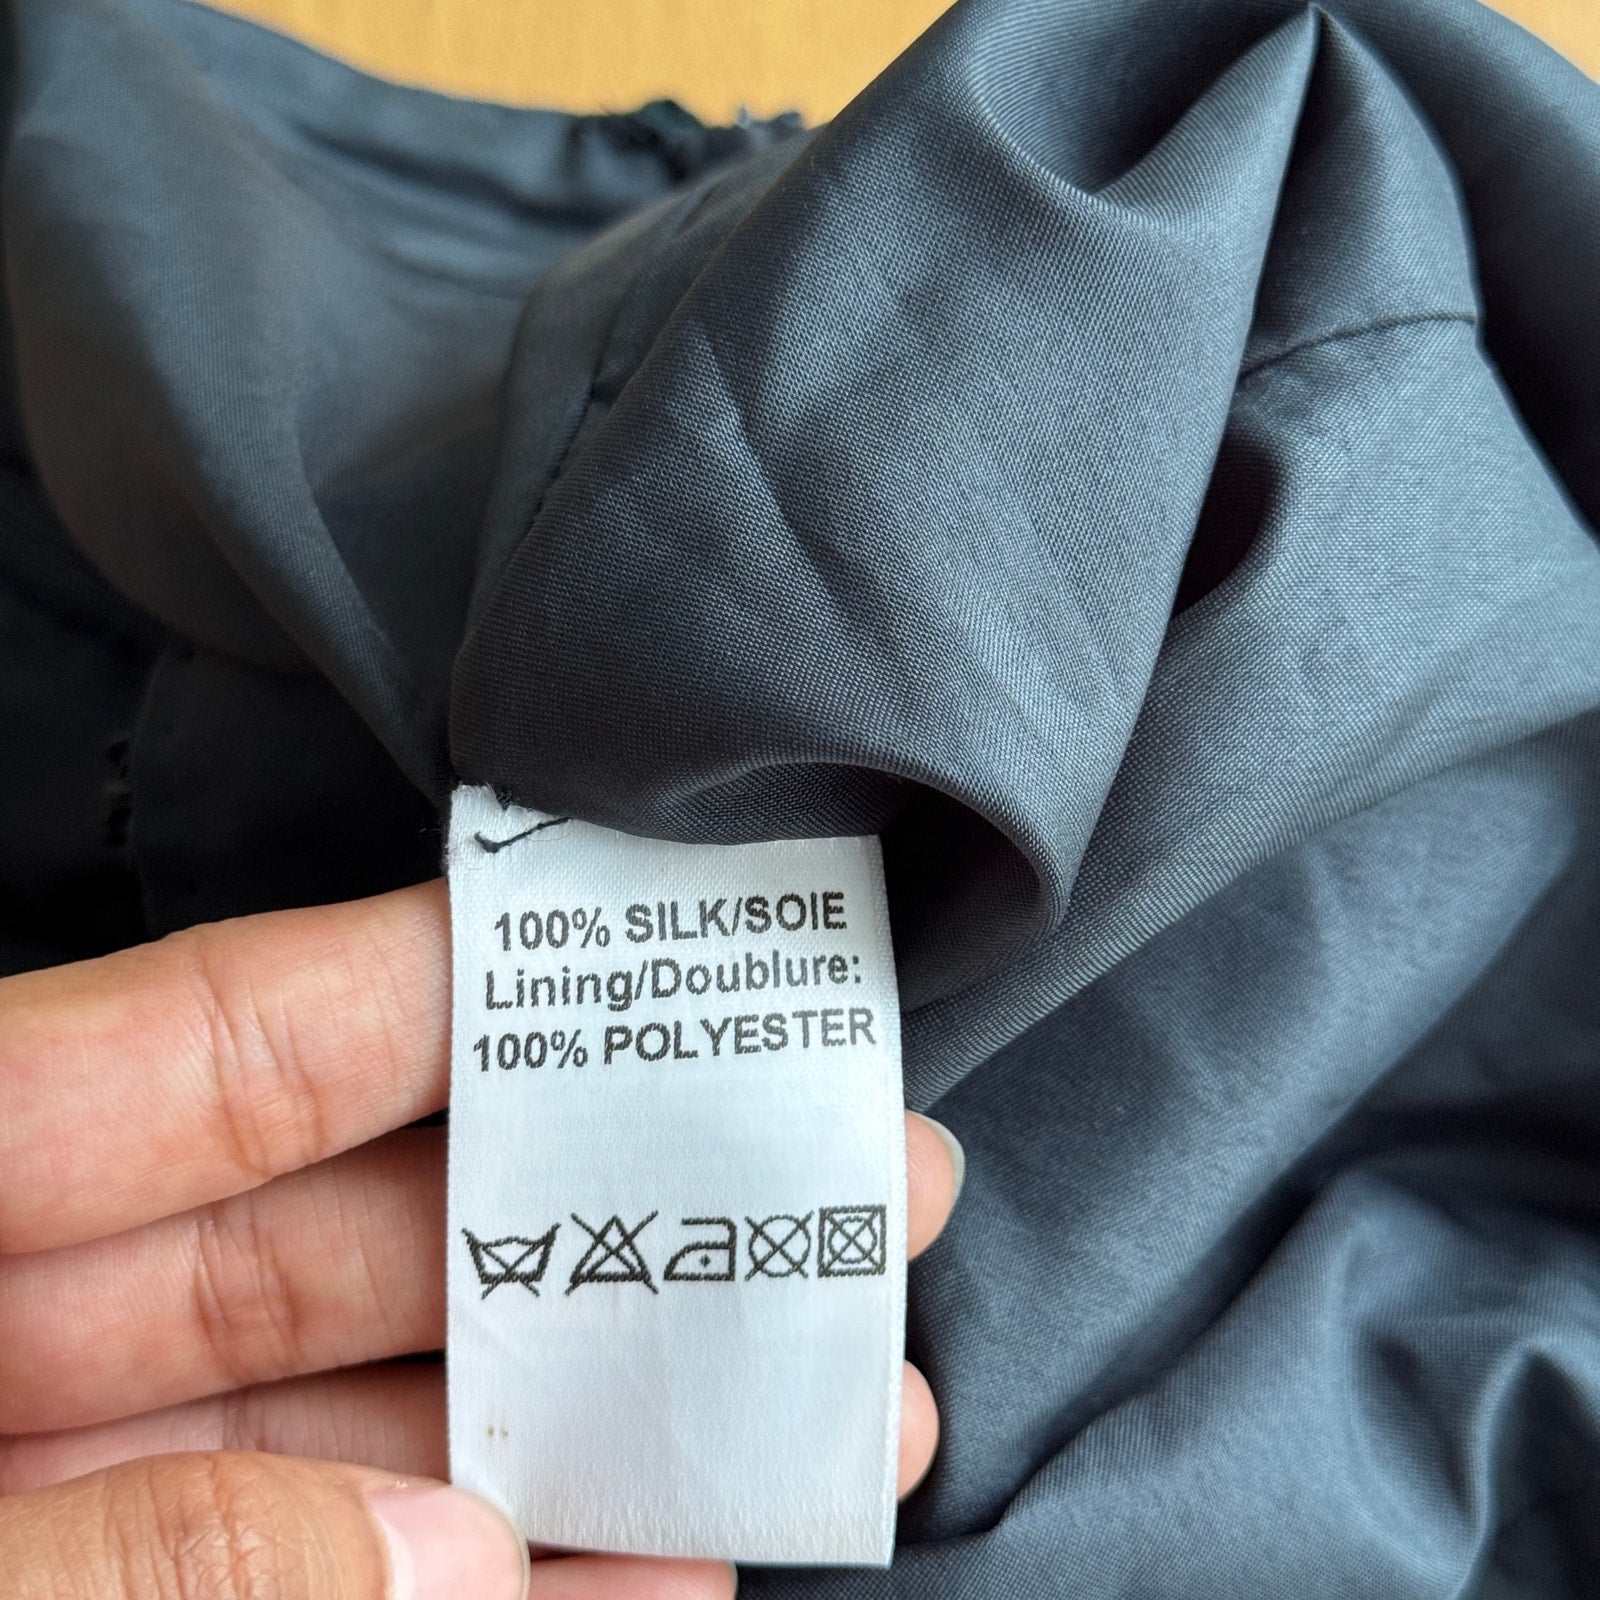 100% SILK/SOIE
Lining/Doublure:
100% POLYESTER